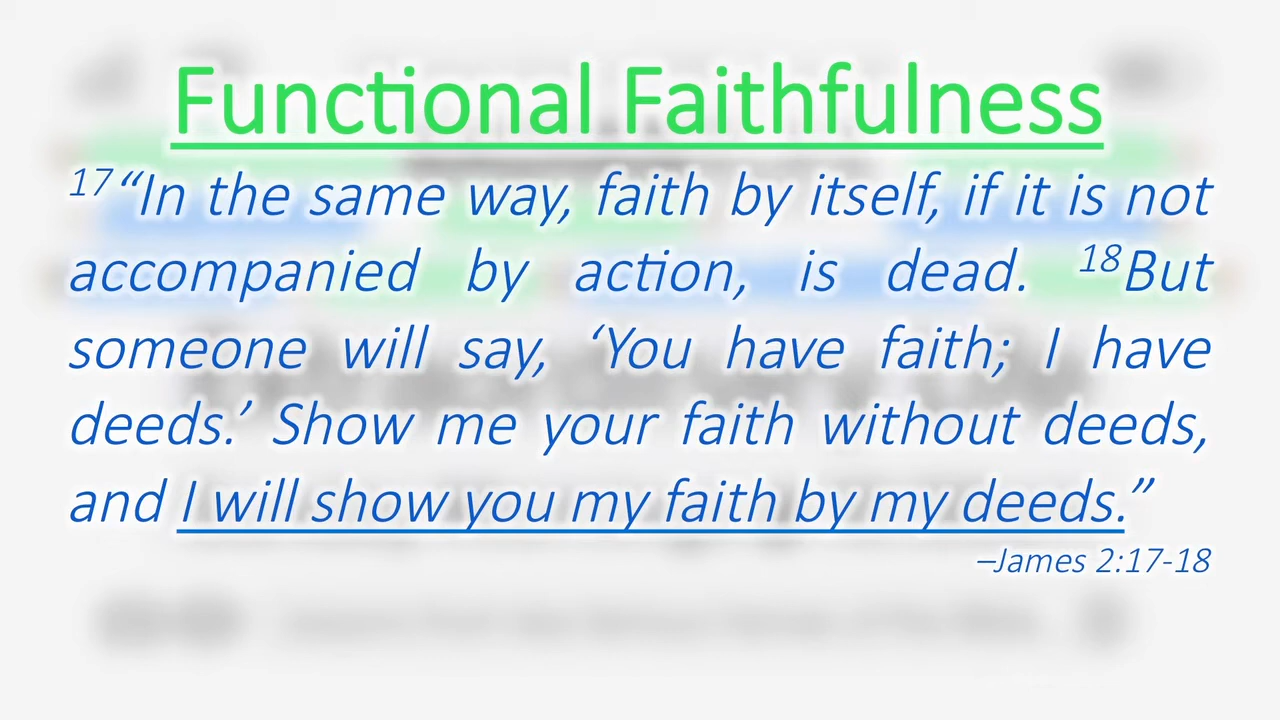 Functional Faithfulness
17“In the same way, faith by itself, if it is not
accompanied by action, is dead. 18But
someone will say, ‘You have faith; I have
deeds.’ Show me your faith without deeds,
and I will show you my faith by my deeds.”
–James 2:17-18